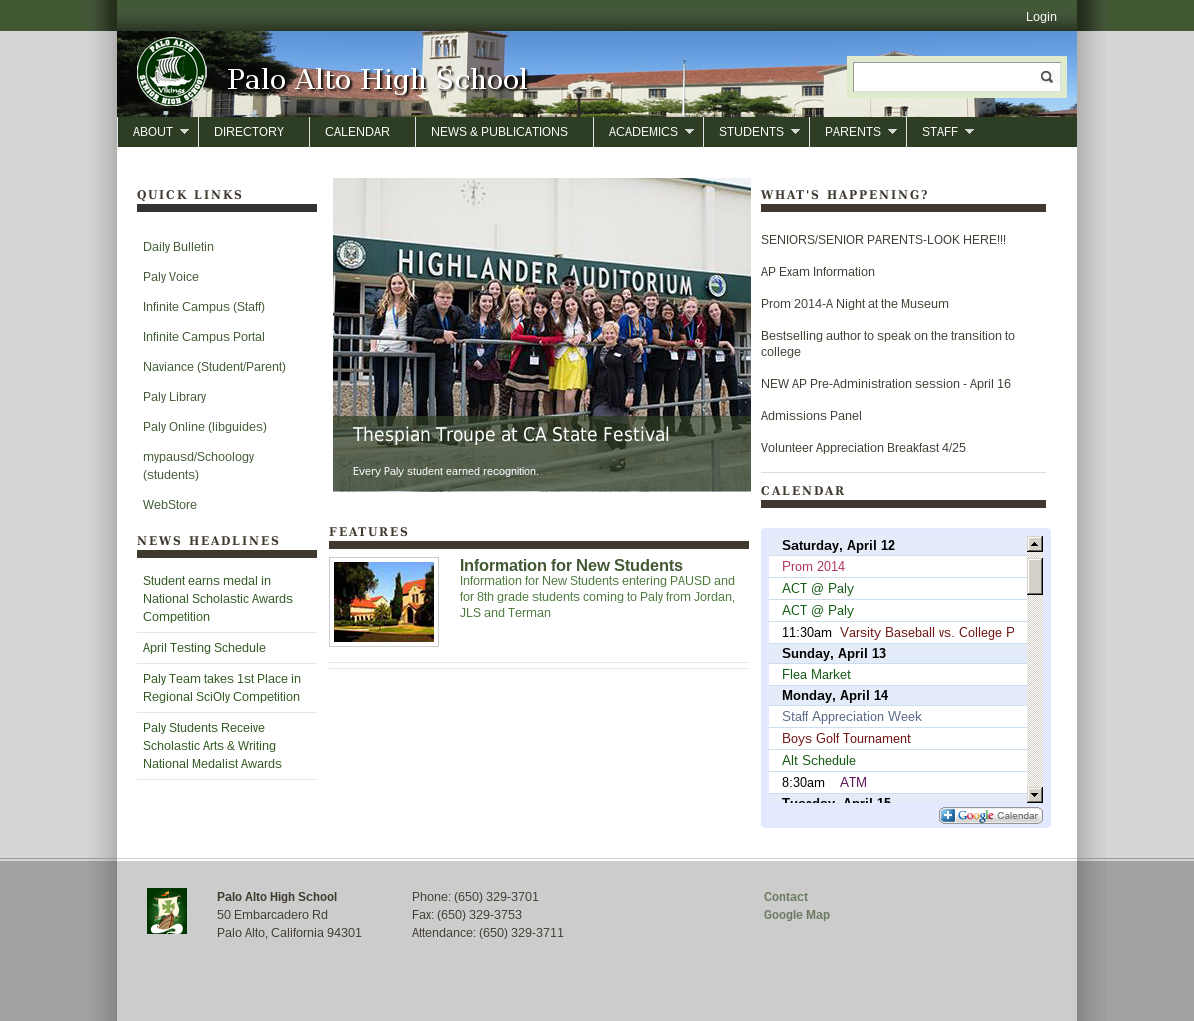 Login
PALO ALTO
Vikings
SENIOR HIGH SCHOOL
Palo Alto High School
ABOUT
DIRECTORY
CALENDAR
NEWS & PUBLICATIONS
ACADEMICS
STUDENTS
PARENTS
STAFF
QUICK LINKS
Daily Bulletin
Paly Voice
Infinite Campus (Staff)
Infinite Campus Portal
Naviance (Student/Parent)
Paly Library
Paly Online (libguides)
mypausd/Schoology
(students)
WebStore
NEWS HEADLINES
Student earns medal in
National Scholastic Awards
Competition
April Testing Schedule
Paly Team takes 1st Place in
Regional SciOly Competition
Paly Students Receive
Scholastic Arts & Writing
National Medalist Awards
HIGHLANDER AUDITORIUM
Thespian Troupe at CA State Festival
Every Paly student earned recognition.
FEATURES
Information for New Students
Information for New Students entering PAUSD and
for 8th grade students coming to Paly from Jordan,
JLS and Terman
WHAT'S HAPPENING?
SENIORS/SENIOR PARENTS-LOOK HERE!!!
AP Exam Information
Prom 2014-A Night at the Museum
Bestselling author to speak on the transition to
college
NEW AP Pre-Administration session - April 16
Admissions Panel
Volunteer Appreciation Breakfast 4/25
CALENDAR
Saturday, April 12
Prom 2014
ACT @ Paly
ACT @ Paly
11:30am Varsity Baseball vs. College P
Sunday, April 13
Flea Market
Monday, April 14
Staff Appreciation Week
Boys Golf Tournament
Alt Schedule
8:30am ATM
Tuesday, April 15
Google Calendar
Palo Alto High School
50 Embarcadero Rd
Palo Alto, California 94301
Phone: (650) 329-3701
Fax: (650) 329-3753
Attendance: (650) 329-3711
Contact
Google Map